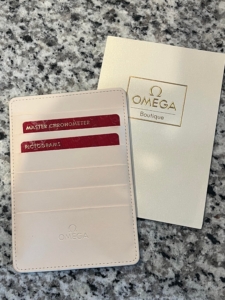 Ω
OMEGA
Boutique
MASTER CHRONOMETER
PICTOGRAMS
Ω
OMEGA